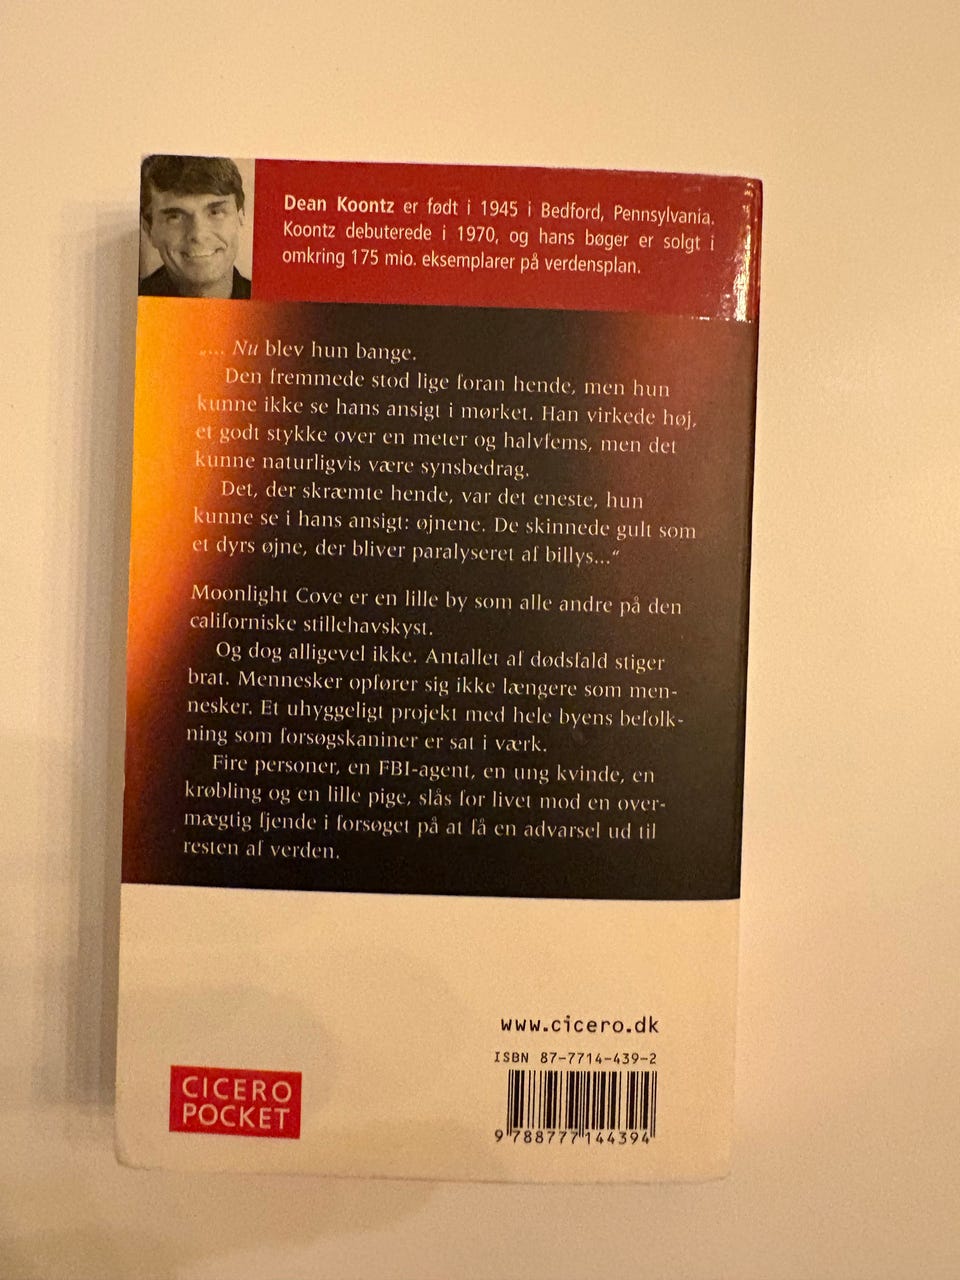 Dean Koontz er født i 1945 i Bedford, Pennsylvania.
Koontz debuterede i 1970, og hans bøger er solgt i
omkring 175 mio. eksemplarer på verdensplan.
„... Nu blev hun bange.
Den fremmede stod lige foran hende, men hun
kunne ikke se hans ansigt i mørket. Han virkede høj,
et godt stykke over en meter og halvfems, men det
kunne naturligvis være synsbedrag.
Det, der skræmte hende, var det eneste, hun
kunne se i hans ansigt: øjnene. De skinnede gult som
et dyrs øjne, der bliver paralyseret af billys...“
Moonlight Cove er en lille by som alle andre på den
californiske stillehavskyst.
Og dog alligevel ikke. Antallet af dødsfald stiger
brat. Mennesker opfører sig ikke længere som men-
nesker. Et uhyggeligt projekt med hele byens befolk-
ning som forsøgskaniner er sat i værk.
Fire personer, en FBI-agent, en ung kvinde, en
krøbling og en lille pige, slås for livet mod en over-
mægtig fjende i forsøget på at få en advarsel ud til
resten af verden.
www.cicero.dk
ISBN 87-7714-439-2
9 788777 144394
CICERO
POCKET